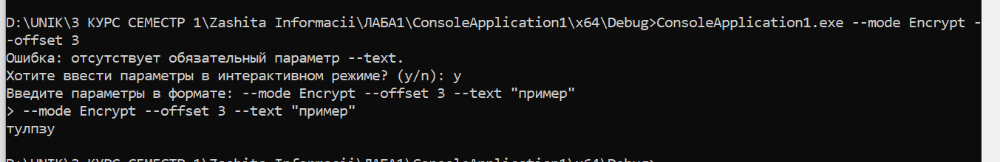 D:\UNIK\3 КУРС СЕМЕСТР 1\Zashita Informacii\ЛАБА1\ConsoleApplication1\x64\Debug>ConsoleApplication1.exe --mode Encrypt -
-offset 3
Ошибка: отсутствует обязательный параметр --text.
Хотите ввести параметры в интерактивном режиме? (y/n): y
Введите параметры в формате: --mode Encrypt --offset 3 --text "пример"
> --mode Encrypt --offset 3 --text "пример"
тулпзу
D:\UNIK\3 КУРС СЕМЕСТР 1\Zashita Informacii\ЛАБА1\ConsoleApplication1\x64\Debug>